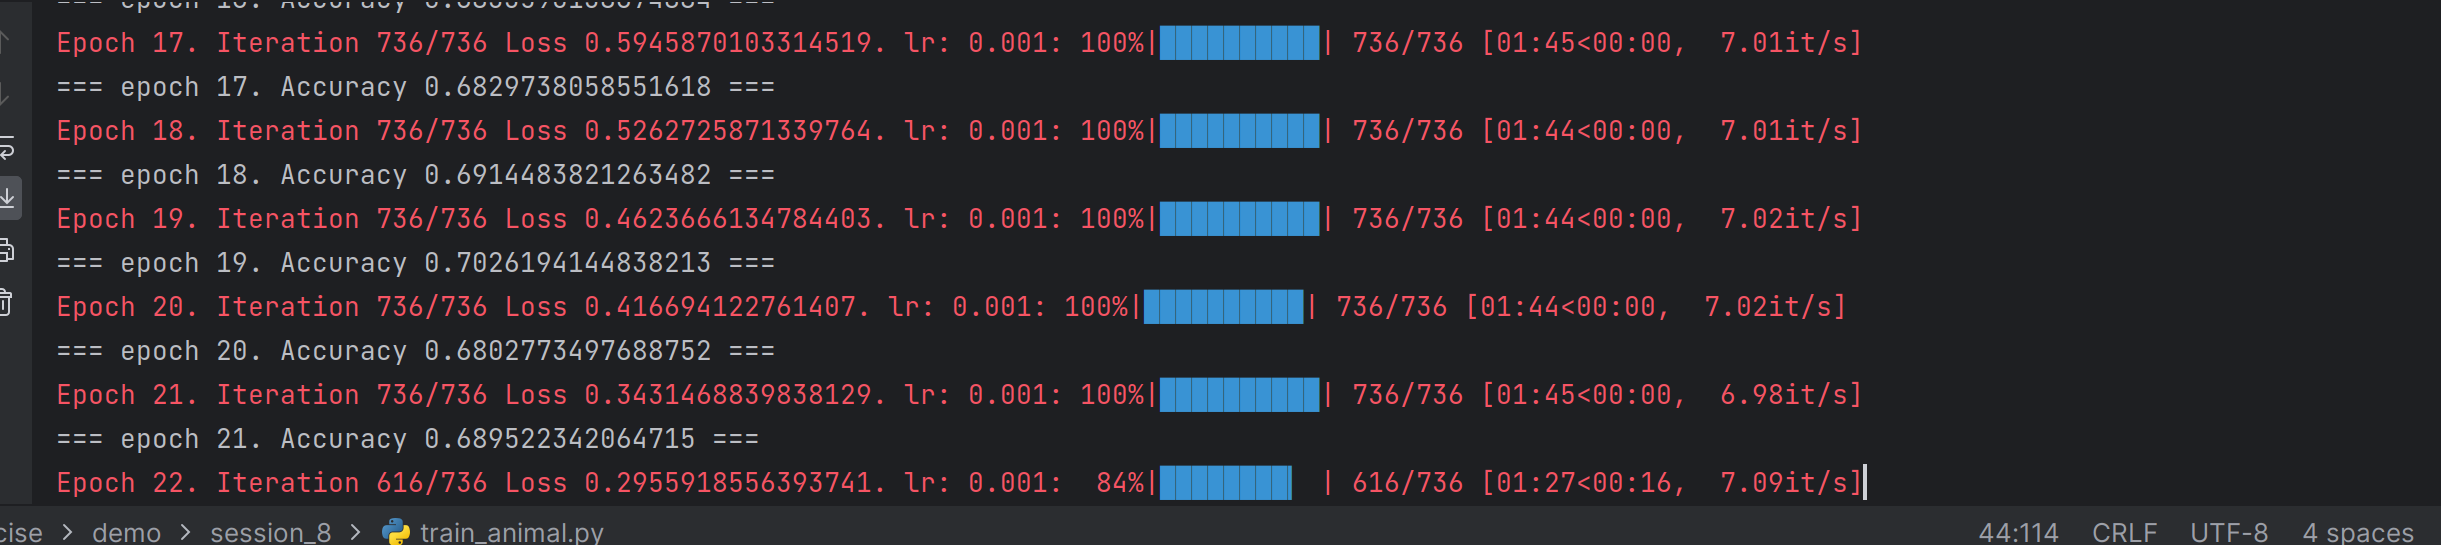 === epoch 16. Accuracy ===
Epoch 17. Iteration 736/736 Loss 0.5945870103314519. lr: 0.001: 100%|██████████| 736/736 [01:45<00:00,  7.01it/s]
=== epoch 17. Accuracy 0.6829738058551618 ===
Epoch 18. Iteration 736/736 Loss 0.5262725871339764. lr: 0.001: 100%|██████████| 736/736 [01:44<00:00,  7.01it/s]
=== epoch 18. Accuracy 0.6914483821263482 ===
Epoch 19. Iteration 736/736 Loss 0.4623666134784403. lr: 0.001: 100%|██████████| 736/736 [01:44<00:00,  7.02it/s]
=== epoch 19. Accuracy 0.7026194144838213 ===
Epoch 20. Iteration 736/736 Loss 0.416694122761407. lr: 0.001: 100%|██████████| 736/736 [01:44<00:00,  7.02it/s]
=== epoch 20. Accuracy 0.6802773497688752 ===
Epoch 21. Iteration 736/736 Loss 0.3431468839838129. lr: 0.001: 100%|██████████| 736/736 [01:45<00:00,  6.98it/s]
=== epoch 21. Accuracy 0.689522342064715 ===
Epoch 22. Iteration 616/736 Loss 0.2955918556393741. lr: 0.001:  84%|████████▎ | 616/736 [01:27<00:16,  7.09it/s]
cise > demo > session_8 > train_animal.py 44:114 CRLF UTF-8 4 spaces